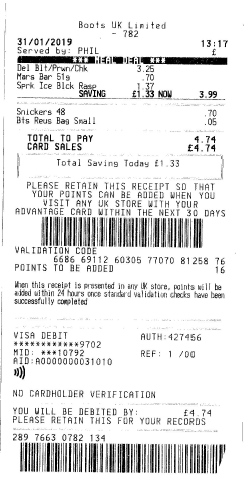 Boots UK Limited
- 782
31/01/2019 13:17
Served by: PHIL £
*** MEAL DEAL ***
Del Blt/Prwn/Chk 3.25
Mars Bar 51g .70
Sprk Ice Blck Rasp 1.37
SAVING £1.33 NOW 3.99
Snickers 48 .70
Bts Reus Bag Small .05
TOTAL TO PAY 4.74
CARD SALES £4.74
Total Saving Today £1.33
PLEASE RETAIN THIS RECEIPT SO THAT
YOUR POINTS CAN BE ADDED WHEN YOU
VISIT ANY UK STORE WITH YOUR
ADVANTAGE CARD WITHIN THE NEXT 30 DAYS
VALIDATION CODE
6686 69112 60305 77070 81258 76
POINTS TO BE ADDED 16
When this receipt is presented in any UK store, points will be
added within 24 hours once standard validation checks have been
successfully completed
VISA DEBIT AUTH:427456
************9702
MID: ***10792 REF: 1 /00
AID:A0000000031010
NO CARDHOLDER VERIFICATION
YOU WILL BE DEBITED BY: £4.74
PLEASE RETAIN THIS FOR YOUR RECORDS
289 7663 0782 134